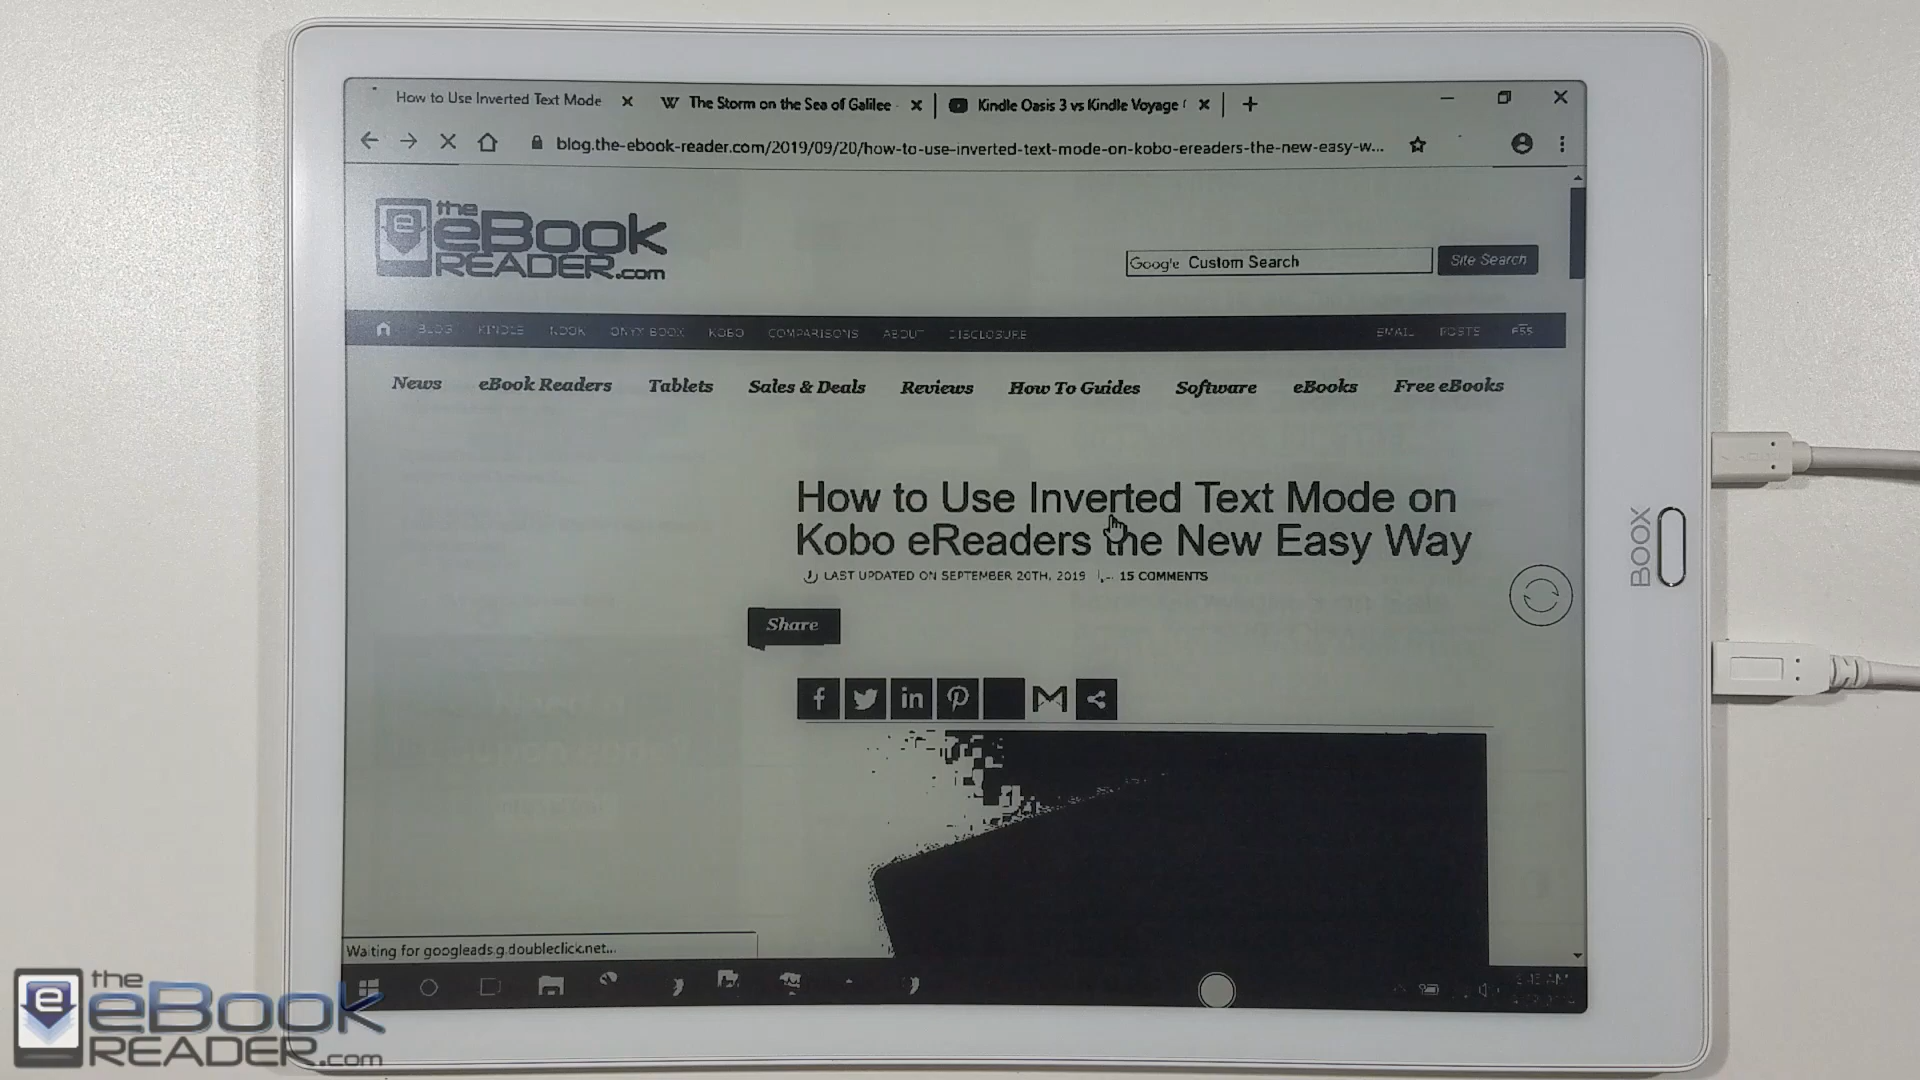 How to Use Inverted Text Mode
W The Storm on the Sea of Galilee
Kindle Oasis 3 vs Kindle Voyage
blog.the-ebook-reader.com/2019/09/20/how-to-use-inverted-text-mode-on-kobo-ereaders-the-new-easy-w...
the eBook READER.com
Google Custom Search
Site Search
BLOG KINDLE NOOK ONYX BOOX KOBO COMPARISONS ABOUT DISCLOSURE EMAIL POSTS
News eBook Readers Tablets Sales & Deals Reviews How To Guides Software eBooks Free eBooks
How to Use Inverted Text Mode on
Kobo eReaders the New Easy Way
LAST UPDATED ON SEPTEMBER 20TH, 2019 15 COMMENTS
Share
BOOX
Waiting for googleads.g.doubleclick.net...
the eBook READER.com